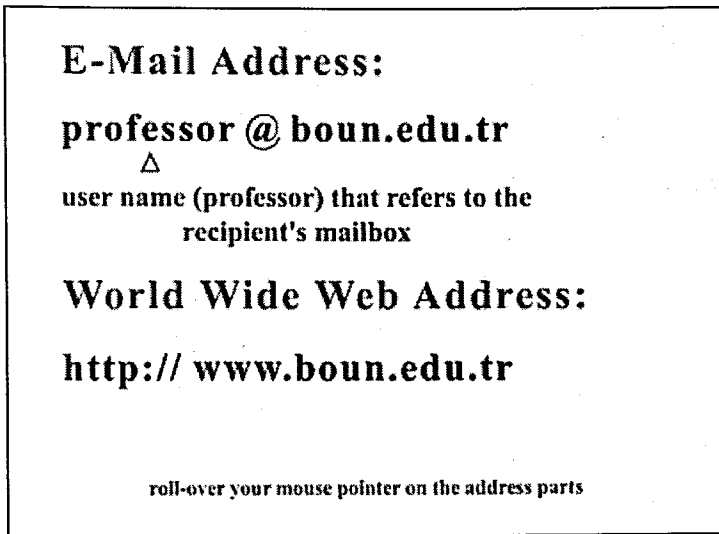 E-Mail Address:
professor @ boun.edu.tr
user name (professor) that refers to the
recipient's mailbox
World Wide Web Address:
http:// www.boun.edu.tr
roll-over your mouse pointer on the address parts